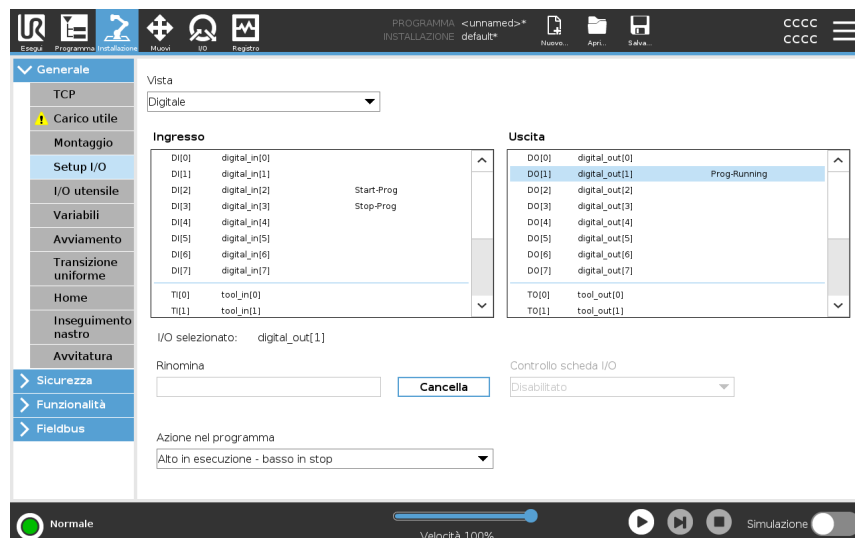 PROGRAMMA <unnamed>*
INSTALLAZIONE default*
UR
Esegui Programma Installazione Muovi I/O Registro Nuovo... Apri... Salva...
CCCC
CCCC
Generale
TCP
Carico utile
Montaggio
Setup I/O
I/O utensile
Variabili
Avviamento
Transizione
uniforme
Home
Inseguimento
nastro
Avvitatura
Sicurezza
Funzionalità
Fieldbus
Vista
Digitale
Ingresso
DI[0] digital_in[0]
DI[1] digital_in[1]
DI[2] digital_in[2] Start-Prog
DI[3] digital_in[3] Stop-Prog
DI[4] digital_in[4]
DI[5] digital_in[5]
DI[6] digital_in[6]
DI[7] digital_in[7]
TI[0] tool_in[0]
TI[1] tool_in[1]
Uscita
DO[0] digital_out[0]
DO[1] digital_out[1] Prog-Running
DO[2] digital_out[2]
DO[3] digital_out[3]
DO[4] digital_out[4]
DO[5] digital_out[5]
DO[6] digital_out[6]
DO[7] digital_out[7]
TO[0] tool_out[0]
TO[1] tool_out[1]
I/O selezionato: digital_out[1]
Rinomina
Cancella
Controllo scheda I/O
Disabilitato
Azione nel programma
Alto in esecuzione - basso in stop
Normale
Velocità 100%
Simulazione